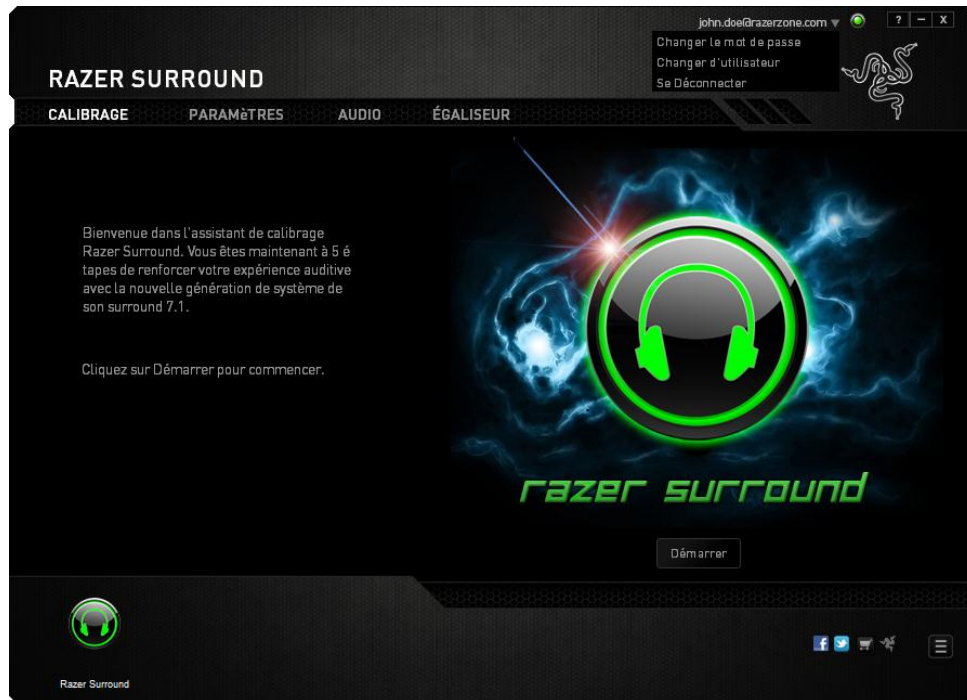 john.doe@razerzone.com
? – X
Changer le mot de passe
Changer d'utilisateur
Se Déconnecter
RAZER SURROUND
CALIBRAGE PARAMèTRES AUDIO ÉGALISEUR
Bienvenue dans l'assistant de calibrage
Razer Surround. Vous êtes maintenant à 5 é
tapes de renforcer votre expérience auditive
avec la nouvelle génération de système de
son surround 7.1.
Cliquez sur Démarrer pour commencer.
razer surround
Démarrer
Razer Surround